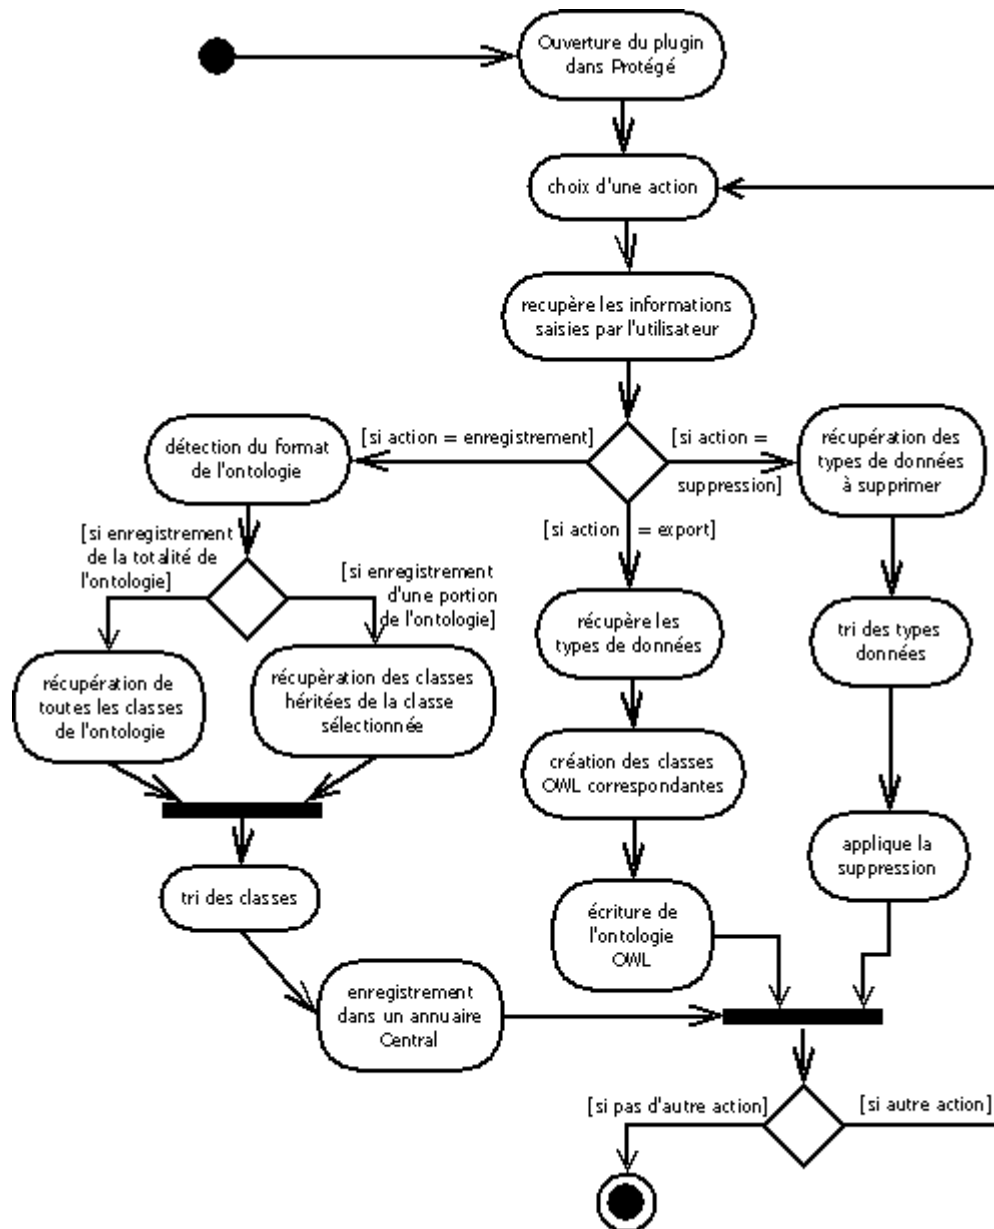 Ouverture du plugin
dans Protégé
choix d'une action
recupère les informations
saisies par l'utilisateur
[si action = enregistrement]
[si action =
suppression]
[si action = export]
détection du format
de l'ontologie
récupération des
types de données
à supprimer
[si enregistrement
de la totalité de
l'ontologie]
[si enregistrement
d'une portion
de l'ontologie]
récupère les
types de données
tri des types
données
récupération de
toutes les classes
de l'ontologie
récupèration des classes
héritées de la classe
sélectionnée
création des classes
OWL correspondantes
applique la
suppression
tri des classes
écriture de
l'ontologie
OWL
enregistrement
dans un annuaire
Central
[si pas d'autre action]
[si autre action]